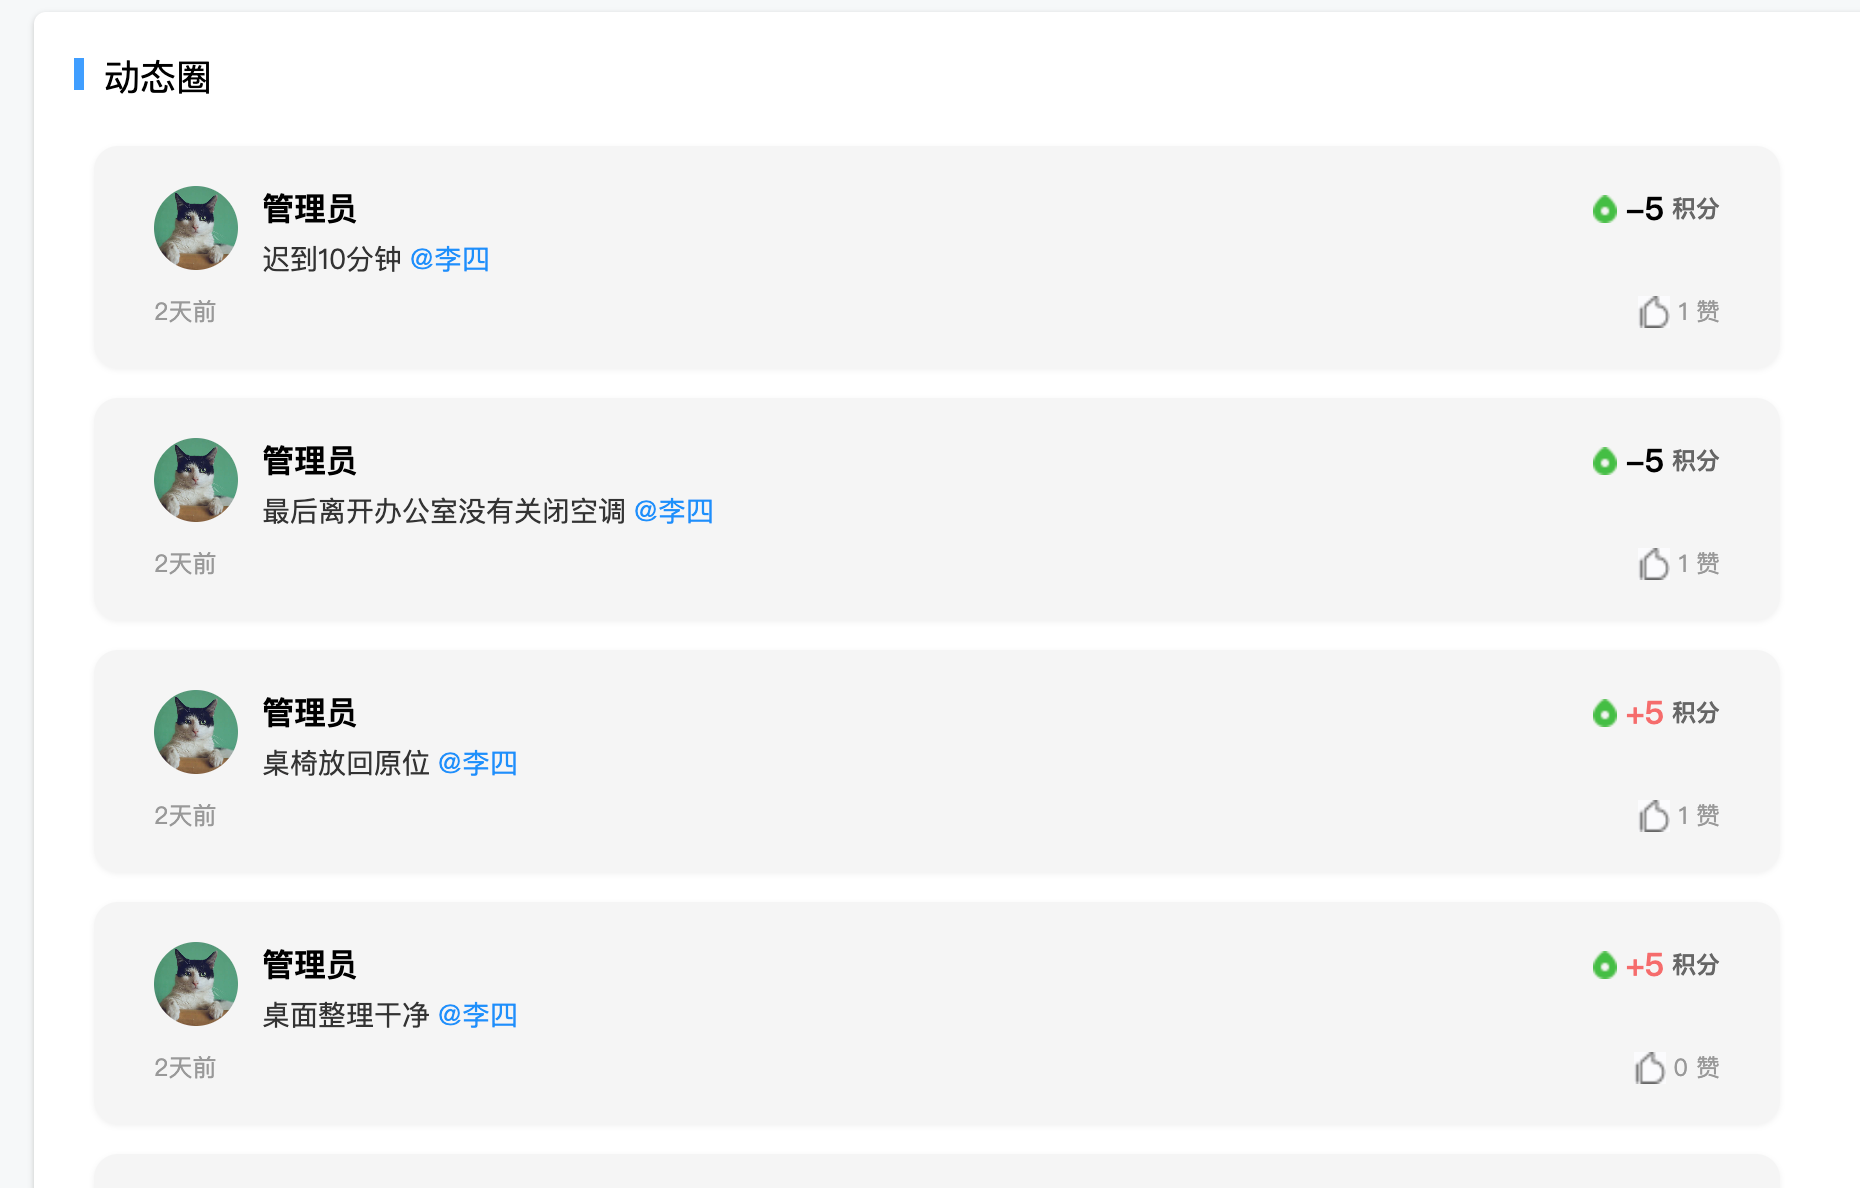 动态圈
管理员
–5 积分
迟到10分钟 @李四
2天前
1 赞
管理员
–5 积分
最后离开办公室没有关闭空调 @李四
2天前
1 赞
管理员
+5 积分
桌椅放回原位 @李四
2天前
1 赞
管理员
+5 积分
桌面整理干净 @李四
2天前
0 赞